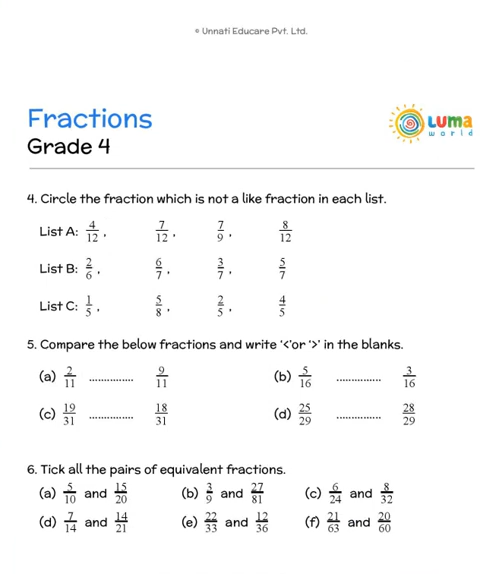 © Unnati Educare Pvt. Ltd.
Fractions
Grade 4
LUMA
world
4. Circle the fraction which is not a like fraction in each list.
List A: 4/12 , 7/12 , 7/9 , 8/12
List B: 2/6 , 6/7 , 3/7 , 5/7
List C: 1/5 , 5/8 , 2/5 , 4/5
5. Compare the below fractions and write '<'or '>' in the blanks.
(a) 2/11 ............... 9/11 (b) 5/16 ............... 3/16
(c) 19/31 ............... 18/31 (d) 25/29 ............... 28/29
6. Tick all the pairs of equivalent fractions.
(a) 5/10 and 15/20 (b) 3/9 and 27/81 (c) 6/24 and 8/32
(d) 7/14 and 14/21 (e) 22/33 and 12/36 (f) 21/63 and 20/60